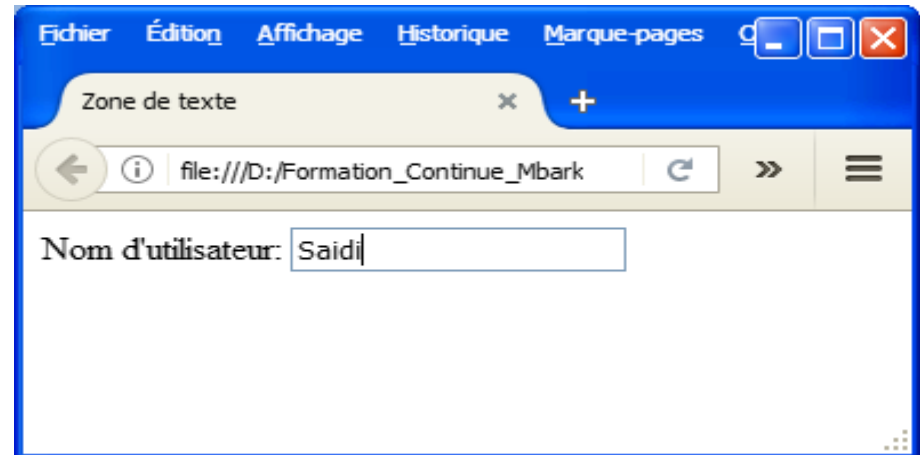 Fichier Édition Affichage Historique Marque-pages
Zone de texte
file:///D:/Formation_Continue_Mbark
Nom d'utilisateur: Saidi